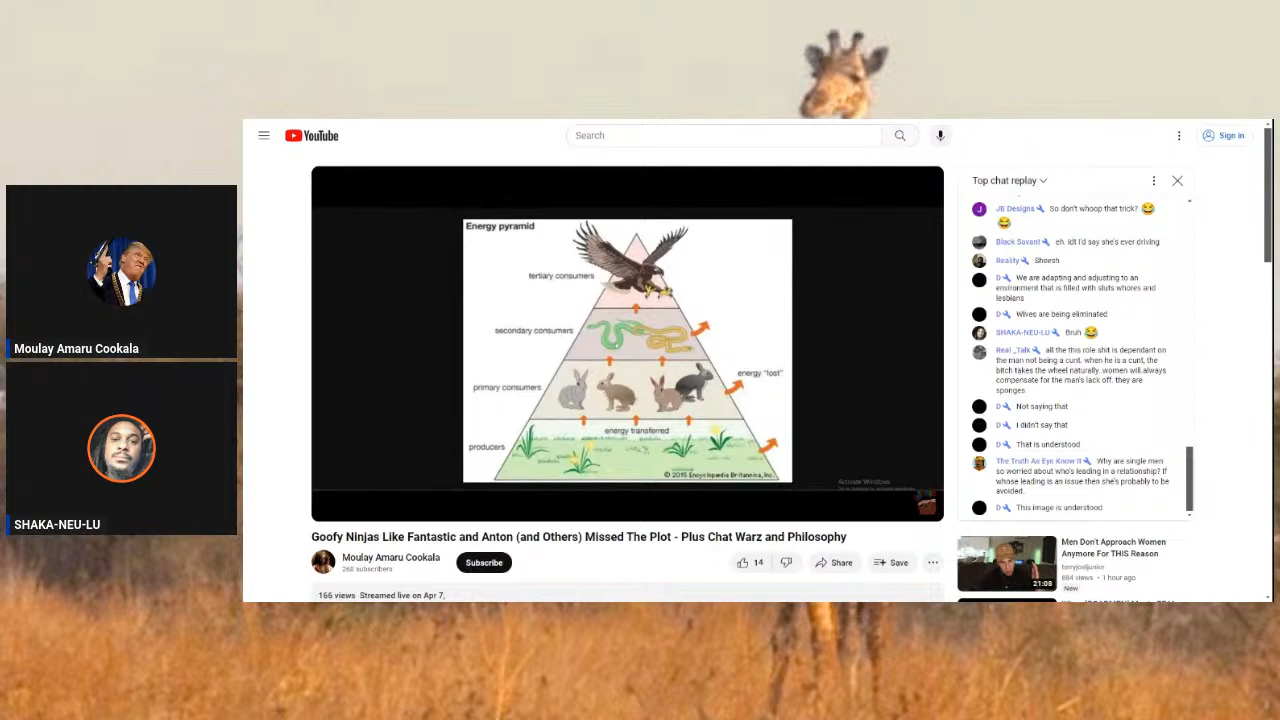 YouTube
Search
Sign in
Moulay Amaru Cookala
SHAKA-NEU-LU
Energy pyramid
tertiary consumers
secondary consumers
primary consumers
energy "lost"
energy transferred
producers
© 2015 Encyclopædia Britannica, Inc.
Activate Windows
Goofy Ninjas Like Fantastic and Anton (and Others) Missed The Plot - Plus Chat Warz and Philosophy
Moulay Amaru Cookala
268 subscribers
Subscribe
14
Share
Save
166 views Streamed live on Apr 7,
Top chat replay
J
JB Designs So don't whoop that trick? 😂
😂
Black Savant eh. Idt I'd say she's ever driving
Reality Sheesh
D We are adapting and adjusting to an
environment that is filled with sluts whores and
lesbians
D Wives are being eliminated
SHAKA-NEU-LU Bruh 😂
Real _Talk all the this role shit is dependant on
the man not being a cunt. when he is a cunt, the
bitch takes the wheel naturally. women will always
compensate for the man's lack off. they are
sponges
D Not saying that
D I didn't say that
D That is understood
The Truth As Eye Know It Why are single men
so worried about who's leading in a relationship? If
whose leading is an issue then she's probably to be
avoided.
D This image is understood
Men Don't Approach Women
Anymore For THIS Reason
terryjoeljunior
884 views • 1 hour ago
New
21:08